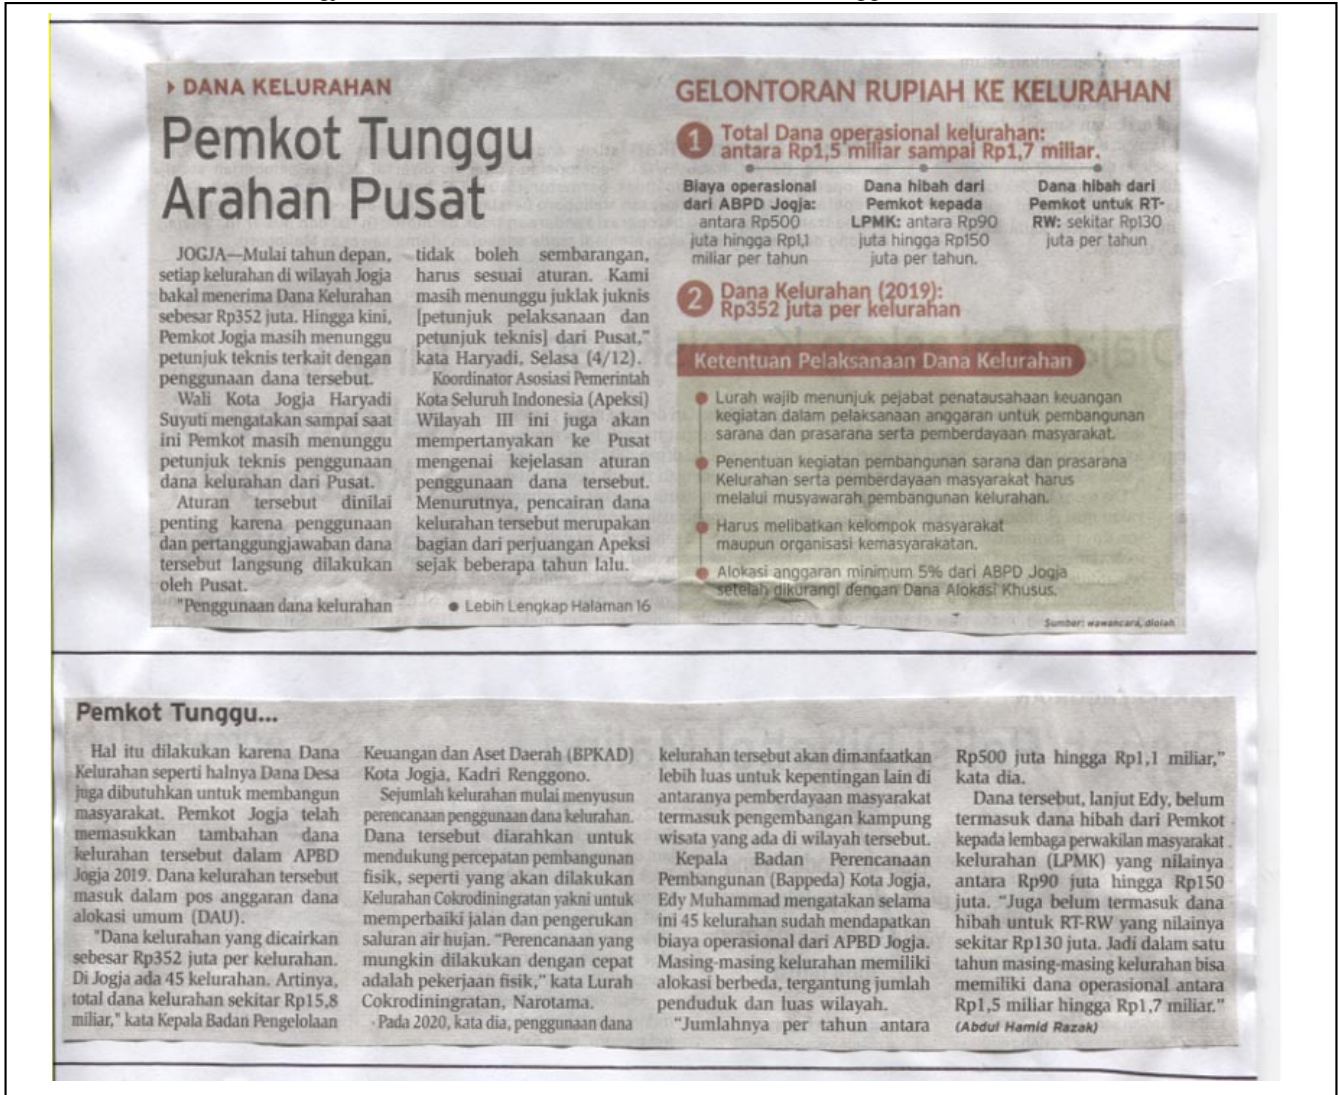 DANA KELURAHAN
Pemkot Tunggu
Arahan Pusat
JOGJA—Mulai tahun depan,
setiap kelurahan di wilayah Jogja
bakal menerima Dana Kelurahan
sebesar Rp352 juta. Hingga kini,
Pemkot Jogja masih menunggu
petunjuk teknis terkait dengan
penggunaan dana tersebut.
Wali Kota Jogja Haryadi
Suyuti mengatakan sampai saat
ini Pemkot masih menunggu
petunjuk teknis penggunaan
dana kelurahan dari Pusat.
Aturan tersebut dinilai
penting karena penggunaan
dan pertanggungjawaban dana
tersebut langsung dilakukan
oleh Pusat.
"Penggunaan dana kelurahan
tidak boleh sembarangan,
harus sesuai aturan. Kami
masih menunggu juklak juknis
[petunjuk pelaksanaan dan
petunjuk teknis] dari Pusat,"
kata Haryadi, Selasa (4/12).
Koordinator Asosiasi Pemerintah
Kota Seluruh Indonesia (Apeksi)
Wilayah III ini juga akan
mempertanyakan ke Pusat
mengenai kejelasan aturan
penggunaan dana tersebut.
Menurutnya, pencairan dana
kelurahan tersebut merupakan
bagian dari perjuangan Apeksi
sejak beberapa tahun lalu.
● Lebih Lengkap Halaman 16
GELONTORAN RUPIAH KE KELURAHAN
1 Total Dana operasional kelurahan:
antara Rp1,5 miliar sampai Rp1,7 miliar.
Biaya operasional
dari ABPD Jogja:
antara Rp500
juta hingga Rp1,1
miliar per tahun
Dana hibah dari
Pemkot kepada
LPMK: antara Rp90
juta hingga Rp150
juta per tahun.
Dana hibah dari
Pemkot untuk RT-
RW: sekitar Rp130
juta per tahun
2 Dana Kelurahan (2019):
Rp352 juta per kelurahan
Ketentuan Pelaksanaan Dana Kelurahan
Lurah wajib menunjuk pejabat penatausahaan keuangan
kegiatan dalam pelaksanaan anggaran untuk pembangunan
sarana dan prasarana serta pemberdayaan masyarakat.
Penentuan kegiatan pembangunan sarana dan prasarana
Kelurahan serta pemberdayaan masyarakat harus
melalui musyawarah pembangunan kelurahan.
Harus melibatkan kelompok masyarakat
maupun organisasi kemasyarakatan.
Alokasi anggaran minimum 5% dari ABPD Jogja
setelah dikurangi dengan Dana Alokasi Khusus.
Sumber: wawancara, diolah
Pemkot Tunggu...
Hal itu dilakukan karena Dana
Kelurahan seperti halnya Dana Desa
juga dibutuhkan untuk membangun
masyarakat. Pemkot Jogja telah
memasukkan tambahan dana
kelurahan tersebut dalam APBD
Jogja 2019. Dana kelurahan tersebut
masuk dalam pos anggaran dana
alokasi umum (DAU).
"Dana kelurahan yang dicairkan
sebesar Rp352 juta per kelurahan.
Di Jogja ada 45 kelurahan. Artinya,
total dana kelurahan sekitar Rp15,8
miliar," kata Kepala Badan Pengelolaan
Keuangan dan Aset Daerah (BPKAD)
Kota Jogja, Kadri Renggono.
Sejumlah kelurahan mulai menyusun
perencanaan penggunaan dana kelurahan.
Dana tersebut diarahkan untuk
mendukung percepatan pembangunan
fisik, seperti yang akan dilakukan
Kelurahan Cokrodiningratan yakni untuk
memperbaiki jalan dan pengerukan
saluran air hujan. "Perencanaan yang
mungkin dilakukan dengan cepat
adalah pekerjaan fisik," kata Lurah
Cokrodiningratan, Narotama.
Pada 2020, kata dia, penggunaan dana
kelurahan tersebut akan dimanfaatkan
lebih luas untuk kepentingan lain di
antaranya pemberdayaan masyarakat
termasuk pengembangan kampung
wisata yang ada di wilayah tersebut.
Kepala Badan Perencanaan
Pembangunan (Bappeda) Kota Jogja,
Edy Muhammad mengatakan selama
ini 45 kelurahan sudah mendapatkan
biaya operasional dari APBD Jogja.
Masing-masing kelurahan memiliki
alokasi berbeda, tergantung jumlah
penduduk dan luas wilayah.
"Jumlahnya per tahun antara
Rp500 juta hingga Rp1,1 miliar,"
kata dia.
Dana tersebut, lanjut Edy, belum
termasuk dana hibah dari Pemkot
kepada lembaga perwakilan masyarakat
kelurahan (LPMK) yang nilainya
antara Rp90 juta hingga Rp150
juta. "Juga belum termasuk dana
hibah untuk RT-RW yang nilainya
sekitar Rp130 juta. Jadi dalam satu
tahun masing-masing kelurahan bisa
memiliki dana operasional antara
Rp1,5 miliar hingga Rp1,7 miliar."
(Abdul Hamid Razak)